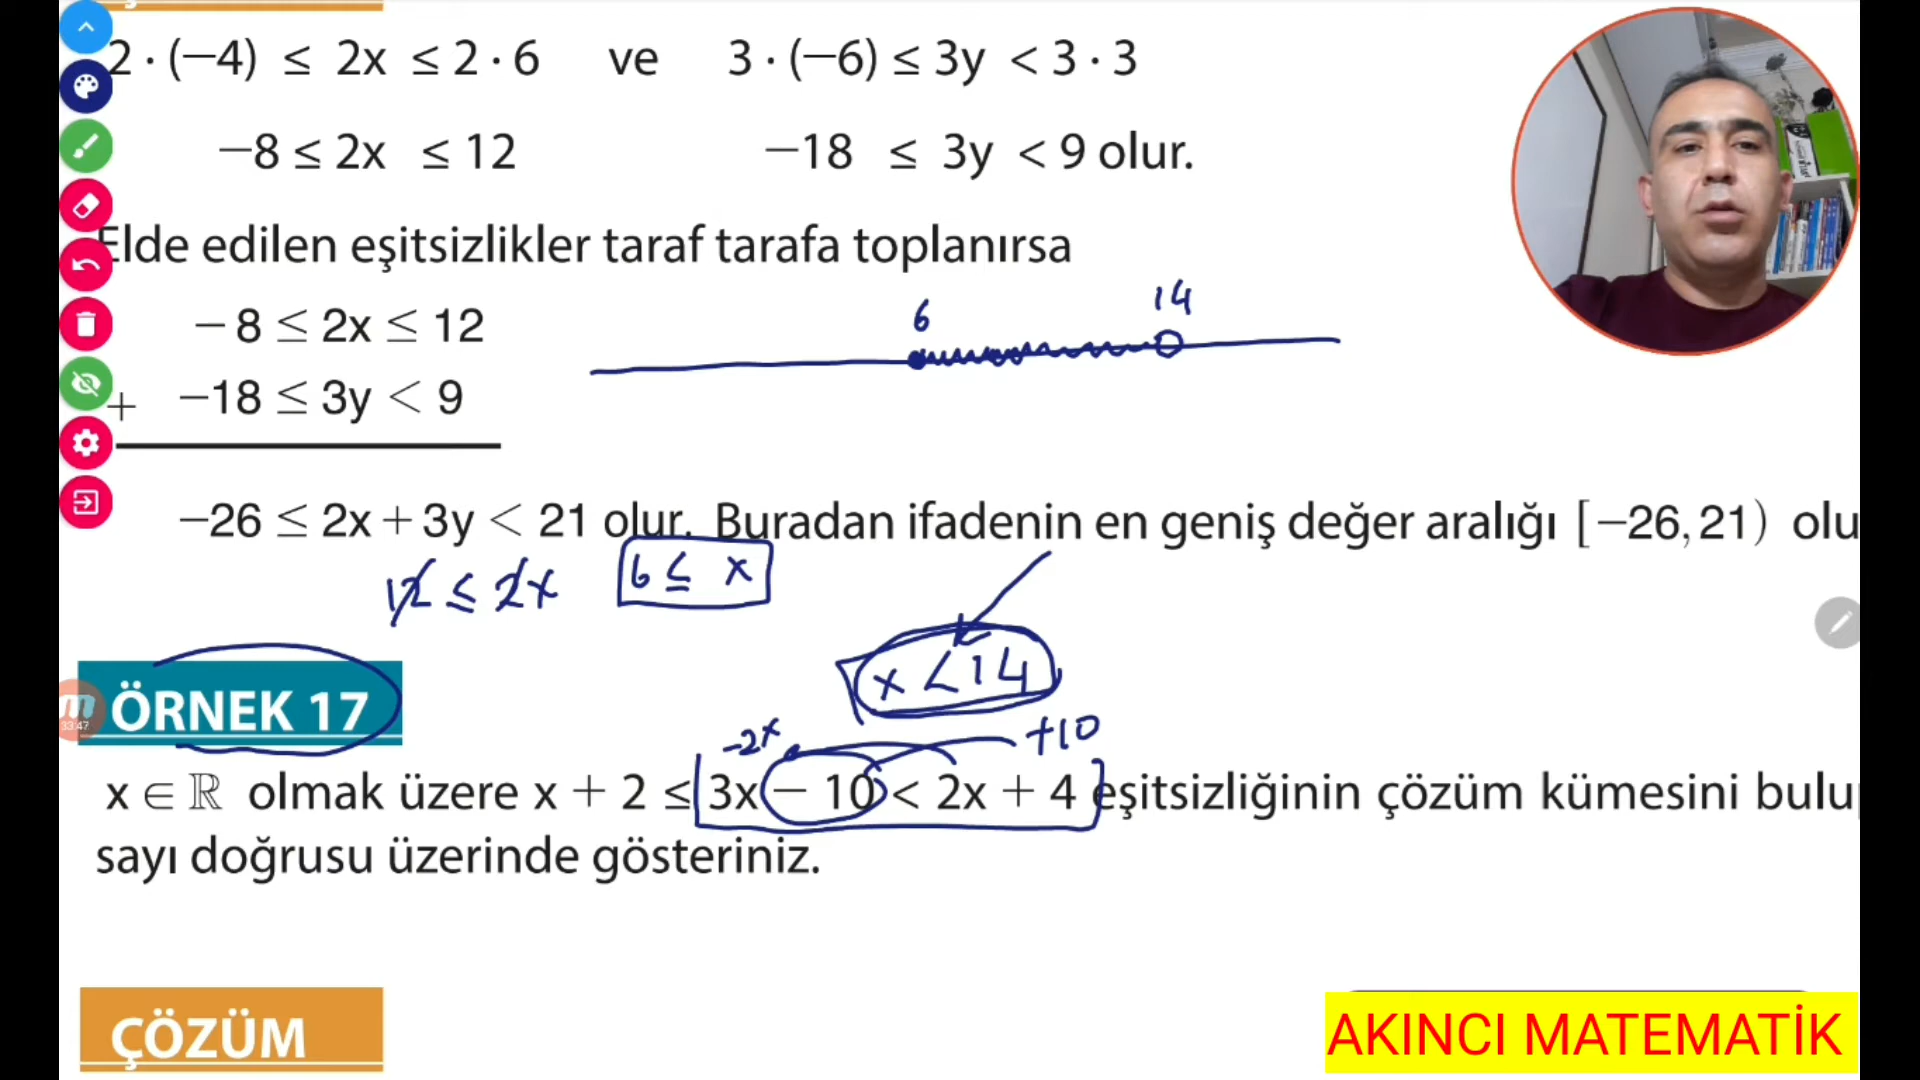 2 · (−4) ≤ 2x ≤ 2 · 6 ve 3 · (−6) ≤ 3y < 3 · 3
−8 ≤ 2x ≤ 12 −18 ≤ 3y < 9 olur.
Elde edilen eşitsizlikler taraf tarafa toplanırsa
6 14
−8 ≤ 2x ≤ 12
+ −18 ≤ 3y < 9
−26 ≤ 2x + 3y < 21 olur. Buradan ifadenin en geniş değer aralığı [−26, 21) olu
12 ≤ 2x 6 ≤ x
x < 14
ÖRNEK 17
33:47
−2x +10
x ∈ ℝ olmak üzere x + 2 ≤ 3x − 10 < 2x + 4 eşitsizliğinin çözüm kümesini bulup
sayı doğrusu üzerinde gösteriniz.
ÇÖZÜM
AKINCI MATEMATİK